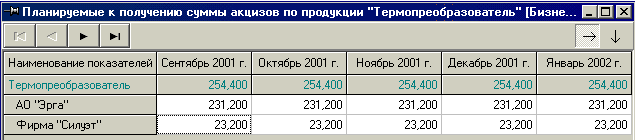 Планируемые к получению суммы акцизов по продукции "Термопреобразователь" [Бизне...
Наименование показателей Сентябрь 2001 г. Октябрь 2001 г. Ноябрь 2001 г. Декабрь 2001 г. Январь 2002 г.
Термопреобразователь 254,400 254,400 254,400 254,400 254,400
АО "Эрга" 231,200 231,200 231,200 231,200 231,200
Фирма "Силуэт" 23,200 23,200 23,200 23,200 23,200